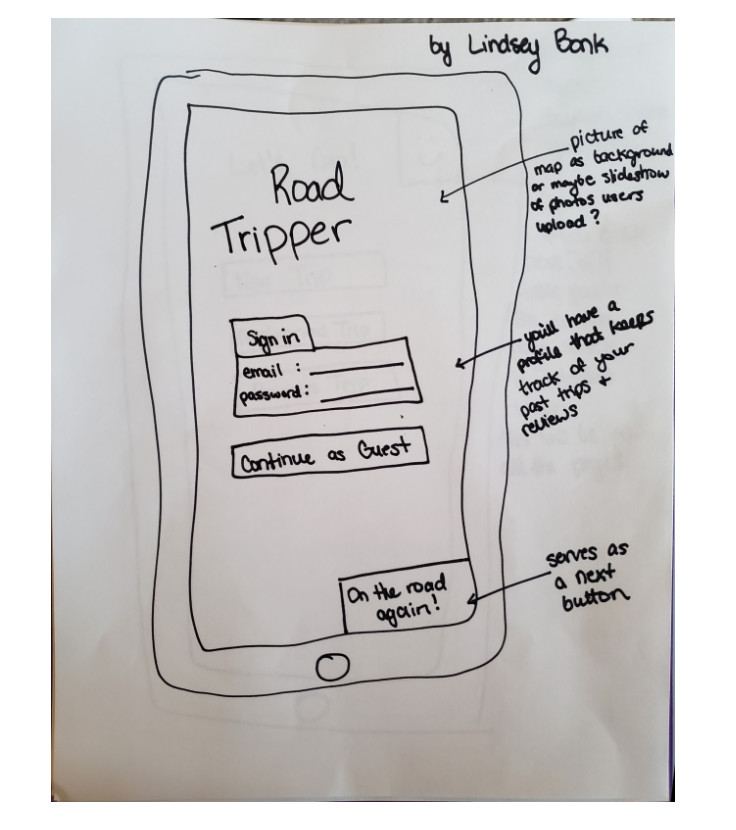 by Lindsey Bonk
Road
Tripper
Sign in
email :
password :
Continue as Guest
On the road
again!
picture of
map as background
or maybe slideshow
of photos users
upload?
you'll have a
profile that keeps
track of your
past trips +
reviews
serves as
a next
button